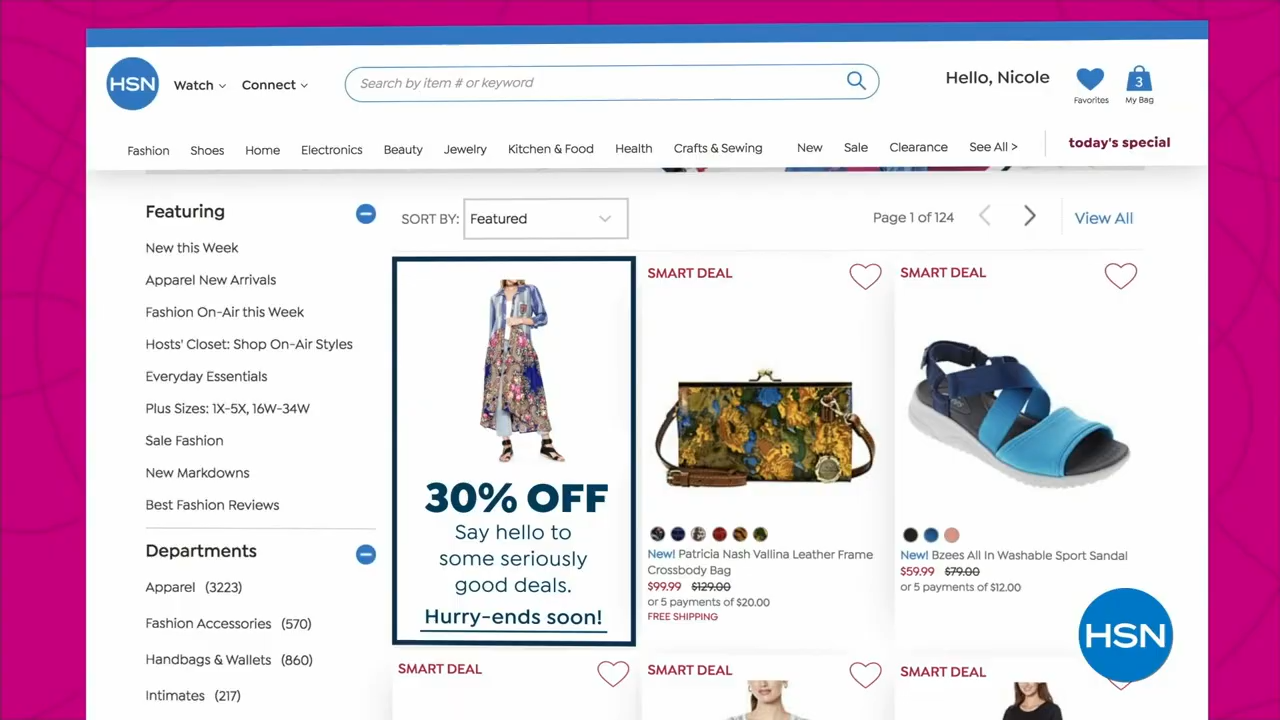 HSN
Watch
Connect
Search by item # or keyword
Hello, Nicole
Favorites
3
My Bag
Fashion
Shoes
Home
Electronics
Beauty
Jewelry
Kitchen & Food
Health
Crafts & Sewing
New
Sale
Clearance
See All >
today's special
Featuring
New this Week
Apparel New Arrivals
Fashion On-Air this Week
Hosts' Closet: Shop On-Air Styles
Everyday Essentials
Plus Sizes: 1X-5X, 16W-34W
Sale Fashion
New Markdowns
Best Fashion Reviews
Departments
Apparel (3223)
Fashion Accessories (570)
Handbags & Wallets (860)
Intimates (217)
SORT BY: Featured
Page 1 of 124
View All
30% OFF
Say hello to
some seriously
good deals.
Hurry-ends soon!
SMART DEAL
New! Patricia Nash Vallina Leather Frame
Crossbody Bag
$99.99 $129.00
or 5 payments of $20.00
FREE SHIPPING
SMART DEAL
New! Bzees All In Washable Sport Sandal
$59.99 $79.00
or 5 payments of $12.00
SMART DEAL
SMART DEAL
SMART DEAL
HSN